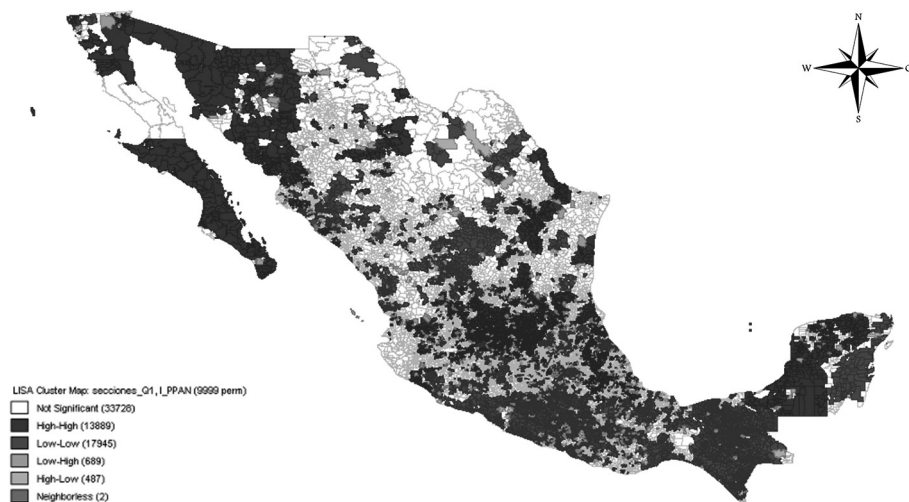 N
W
S
LISA Cluster Map: secciones_Q1, I_PPAN (9999 perm)
Not Significant (33728)
High-High (13889)
Low-Low (17945)
Low-High (689)
High-Low (487)
Neighborless (2)